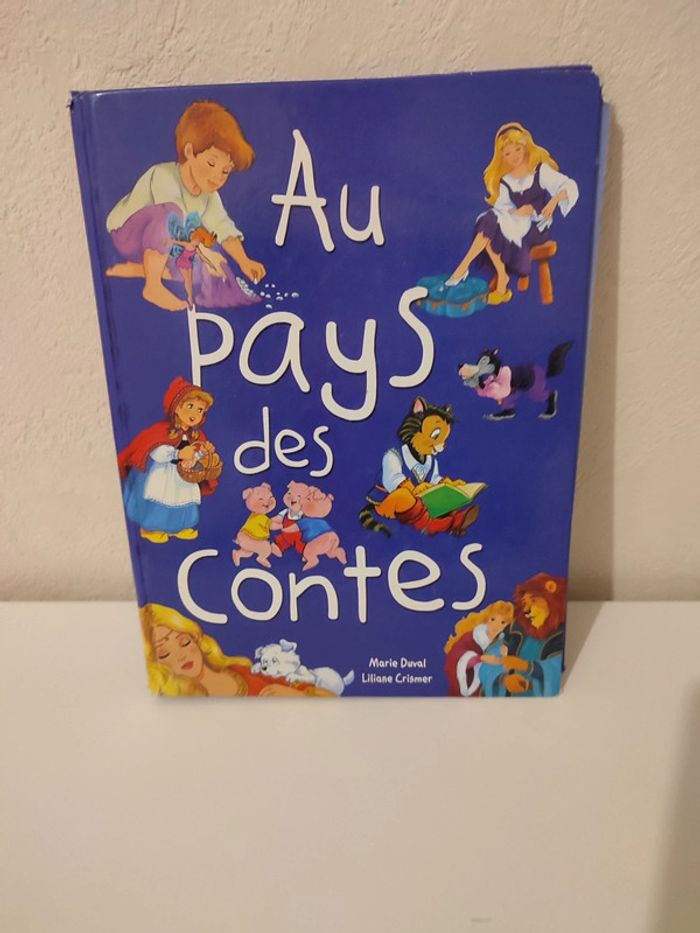 Au
pays
des
Contes
Marie Duval
Liliane Crismer